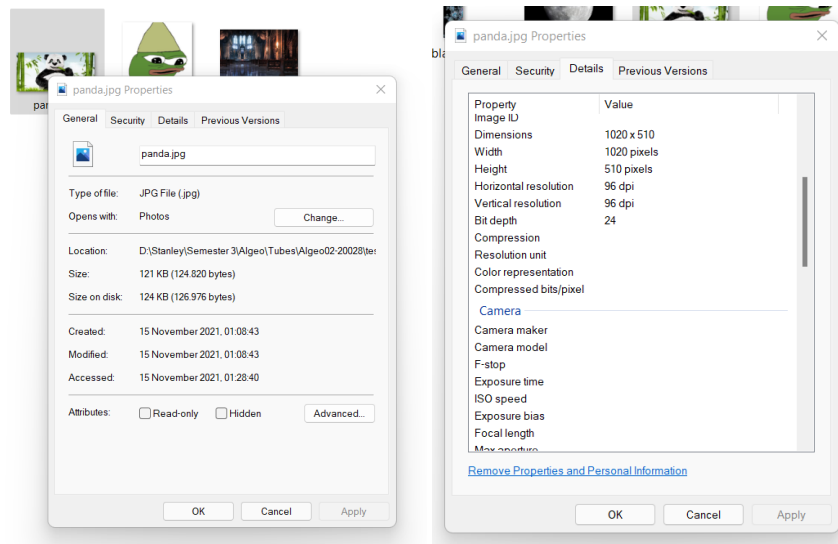 par
panda.jpg Properties
General Security Details Previous Versions
panda.jpg
Type of file: JPG File (.jpg)
Opens with: Photos Change...
Location: D:\Stanley\Semester 3\Algeo\Tubes\Algeo02-20028\tes
Size: 121 KB (124.820 bytes)
Size on disk: 124 KB (126.976 bytes)
Created: 15 November 2021, 01:08:43
Modified: 15 November 2021, 01:08:43
Accessed: 15 November 2021, 01:28:40
Attributes: Read-only Hidden Advanced...
OK Cancel Apply
bla
panda.jpg Properties
General Security Details Previous Versions
Property Value
Image ID
Dimensions 1020 x 510
Width 1020 pixels
Height 510 pixels
Horizontal resolution 96 dpi
Vertical resolution 96 dpi
Bit depth 24
Compression
Resolution unit
Color representation
Compressed bits/pixel
Camera
Camera maker
Camera model
F-stop
Exposure time
ISO speed
Exposure bias
Focal length
Max aperture
Remove Properties and Personal Information
OK Cancel Apply